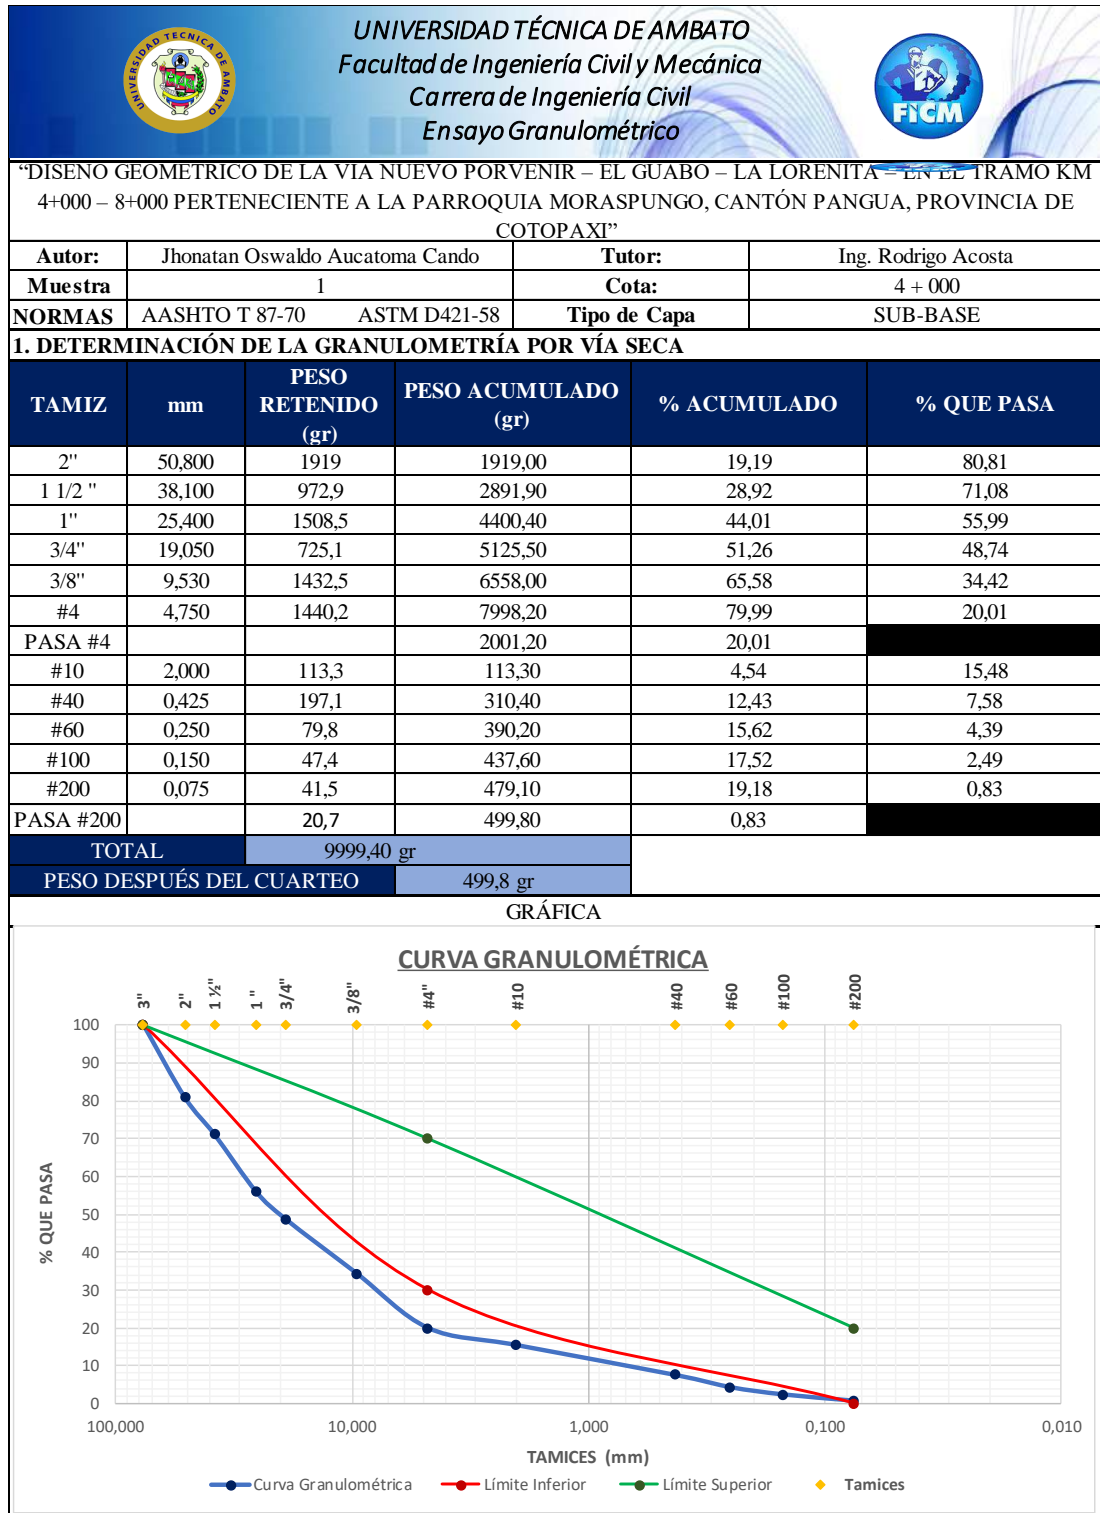 UNIVERSIDAD TÉCNICA DE AMBATO
Facultad de Ingeniería Civil y Mecánica
Carrera de Ingeniería Civil
Ensayo Granulométrico
UNIVERSIDAD TECNICA DE AMBATO
FICM
“DISEÑO GEOMETRICO DE LA VIA NUEVO PORVENIR – EL GUABO – LA LORENITA – EN EL TRAMO KM
4+000 – 8+000 PERTENECIENTE A LA PARROQUIA MORASPUNGO, CANTÓN PANGUA, PROVINCIA DE
COTOPAXI”
Autor: Jhonatan Oswaldo Aucatoma Cando Tutor: Ing. Rodrigo Acosta
Muestra 1 Cota: 4 + 000
NORMAS AASHTO T 87-70 ASTM D421-58 Tipo de Capa SUB-BASE
1. DETERMINACIÓN DE LA GRANULOMETRÍA POR VÍA SECA
TAMIZ mm PESO RETENIDO (gr) PESO ACUMULADO (gr) % ACUMULADO % QUE PASA
2'' 50,800 1919 1919,00 19,19 80,81
1 1/2 " 38,100 972,9 2891,90 28,92 71,08
1'' 25,400 1508,5 4400,40 44,01 55,99
3/4'' 19,050 725,1 5125,50 51,26 48,74
3/8'' 9,530 1432,5 6558,00 65,58 34,42
#4 4,750 1440,2 7998,20 79,99 20,01
PASA #4 2001,20 20,01
#10 2,000 113,3 113,30 4,54 15,48
#40 0,425 197,1 310,40 12,43 7,58
#60 0,250 79,8 390,20 15,62 4,39
#100 0,150 47,4 437,60 17,52 2,49
#200 0,075 41,5 479,10 19,18 0,83
PASA #200 20,7 499,80 0,83
TOTAL 9999,40 gr
PESO DESPUÉS DEL CUARTEO 499,8 gr
GRÁFICA
CURVA GRANULOMÉTRICA
3" 2" 1 ½" 1 " 3/4" 3/8" #4" #10 #40 #60 #100 #200
100
90
80
70
60
50
40
30
20
10
0
% QUE PASA
100,000 10,000 1,000 0,100 0,010
TAMICES (mm)
Curva Granulométrica Límite Inferior Límite Superior Tamices